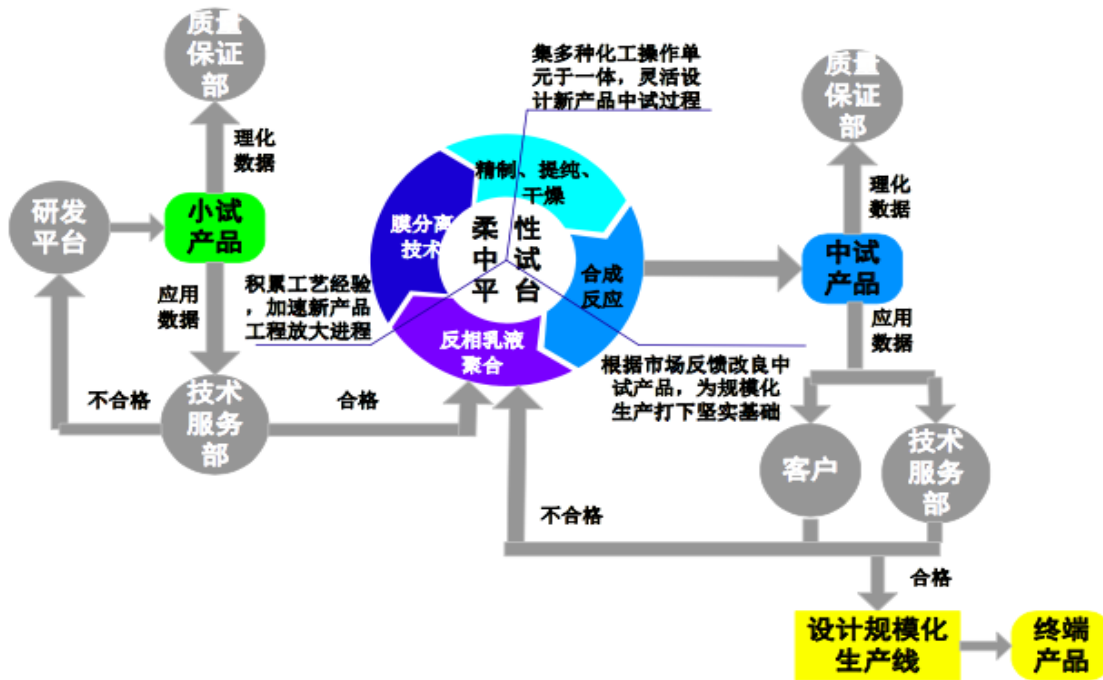 质量
保证
部
理化
数据
研发
平台
小试
产品
应用
数据
不合格
技术
服务
部
合格
集多种化工操作单
元于一体，灵活设
计新产品中试过程
精制、提纯、
干燥
膜分离
技术
柔性
中试
平台
合成
反应
反相乳液
聚合
积累工艺经验
，加速新产品
工程放大进程
根据市场反馈改良中
试产品，为规模化
生产打下坚实基础
质量
保证
部
理化
数据
中试
产品
应用
数据
客户
技术
服务
部
不合格
合格
设计规模化
生产线
终端
产品